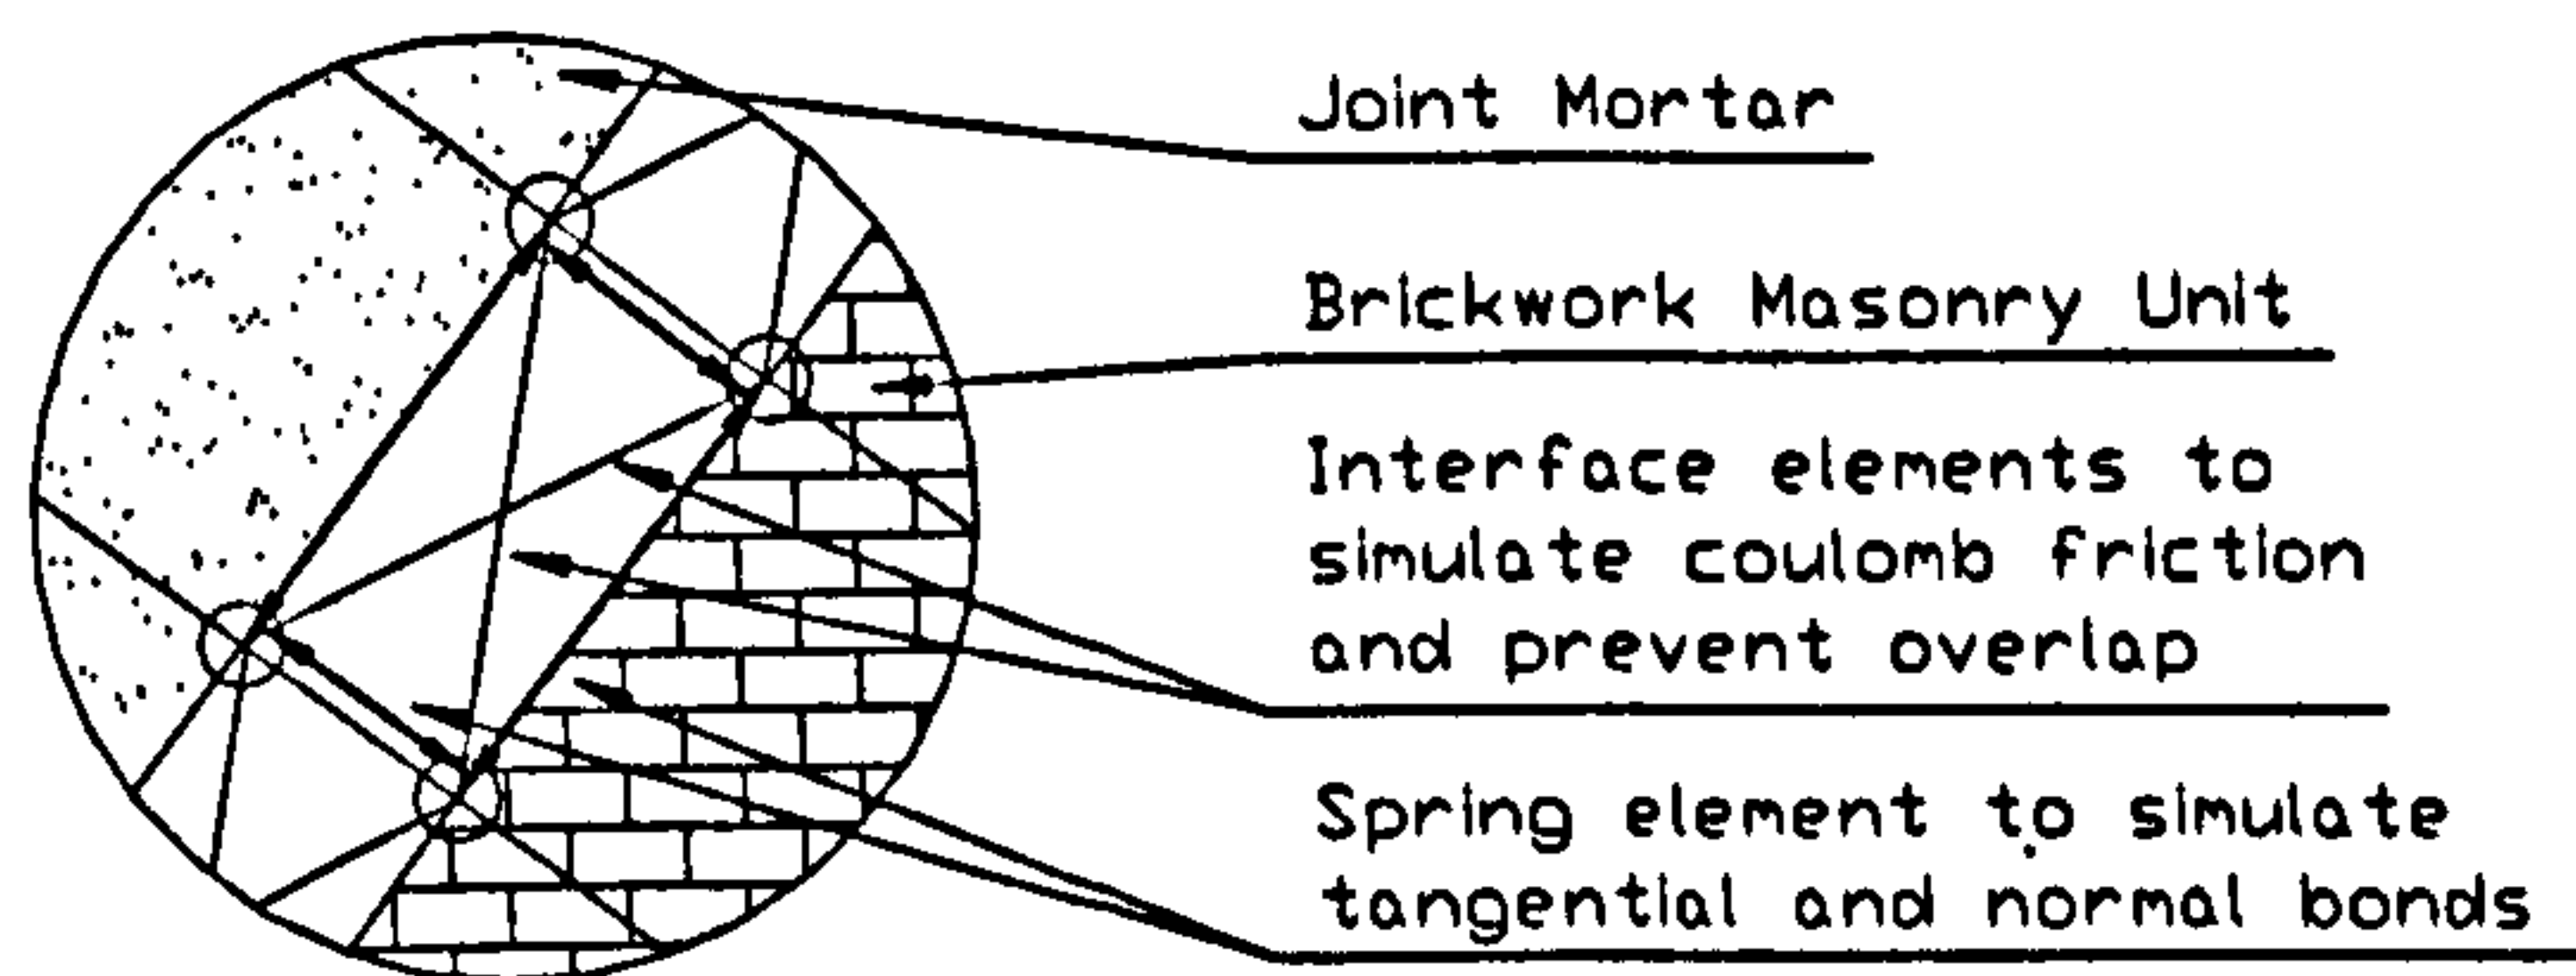 Joint Mortar
Brickwork Masonry Unit
Interface elements to
simulate coulomb friction
and prevent overlap
Spring element to simulate
tangential and normal bonds